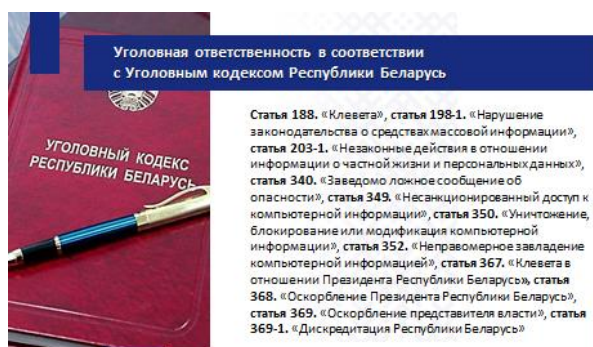 Уголовная ответственность в соответствии
с Уголовным кодексом Республики Беларусь
УГОЛОВНЫЙ КОДЕКС
РЕСПУБЛИКИ БЕЛАРУСЬ
Статья 188. «Клевета», статья 198-1. «Нарушение
законодательства о средствах массовой информации»,
статья 203-1. «Незаконные действия в отношении
информации о частной жизни и персональных данных»,
статья 340. «Заведомо ложное сообщение об
опасности», статья 349. «Несанкционированный доступ к
компьютерной информации», статья 350. «Уничтожение,
блокирование или модификация компьютерной
информации», статья 352. «Неправомерное завладение
компьютерной информацией», статья 367. «Клевета в
отношении Президента Республики Беларусь», статья
368. «Оскорбление Президента Республики Беларусь»,
статья 369. «Оскорбление представителя власти», статья
369-1. «Дискредитация Республики Беларусь»